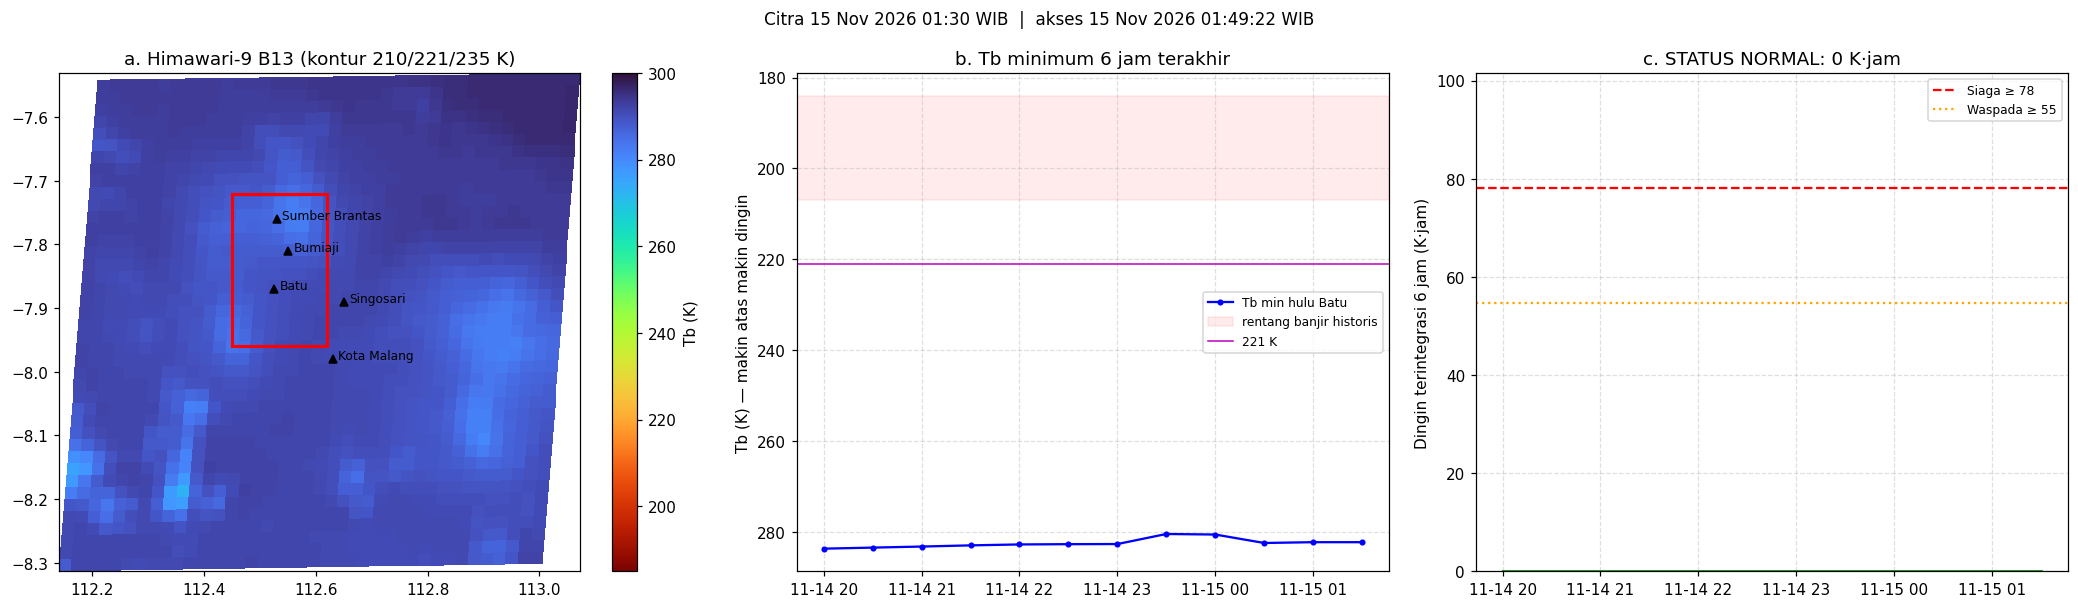 Citra 15 Nov 2026 01:30 WIB  |  akses 15 Nov 2026 01:49:22 WIB
a. Himawari-9 B13 (kontur 210/221/235 K)
−7.6
−7.7
−7.8
−7.9
−8.0
−8.1
−8.2
−8.3
112.2
112.4
112.6
112.8
113.0
Sumber Brantas
Bumiaji
Batu
Singosari
Kota Malang
300
280
260
240
220
200
Tb (K)
b. Tb minimum 6 jam terakhir
Tb (K) — makin atas makin dingin
180
200
220
240
260
280
Tb min hulu Batu
rentang banjir historis
221 K
11-14 20
11-14 21
11-14 22
11-14 23
11-15 00
11-15 01
c. STATUS NORMAL: 0 K·jam
Dingin terintegrasi 6 jam (K·jam)
100
80
60
40
20
0
Siaga ≥ 78
Waspada ≥ 55
11-14 20
11-14 21
11-14 22
11-14 23
11-15 00
11-15 01